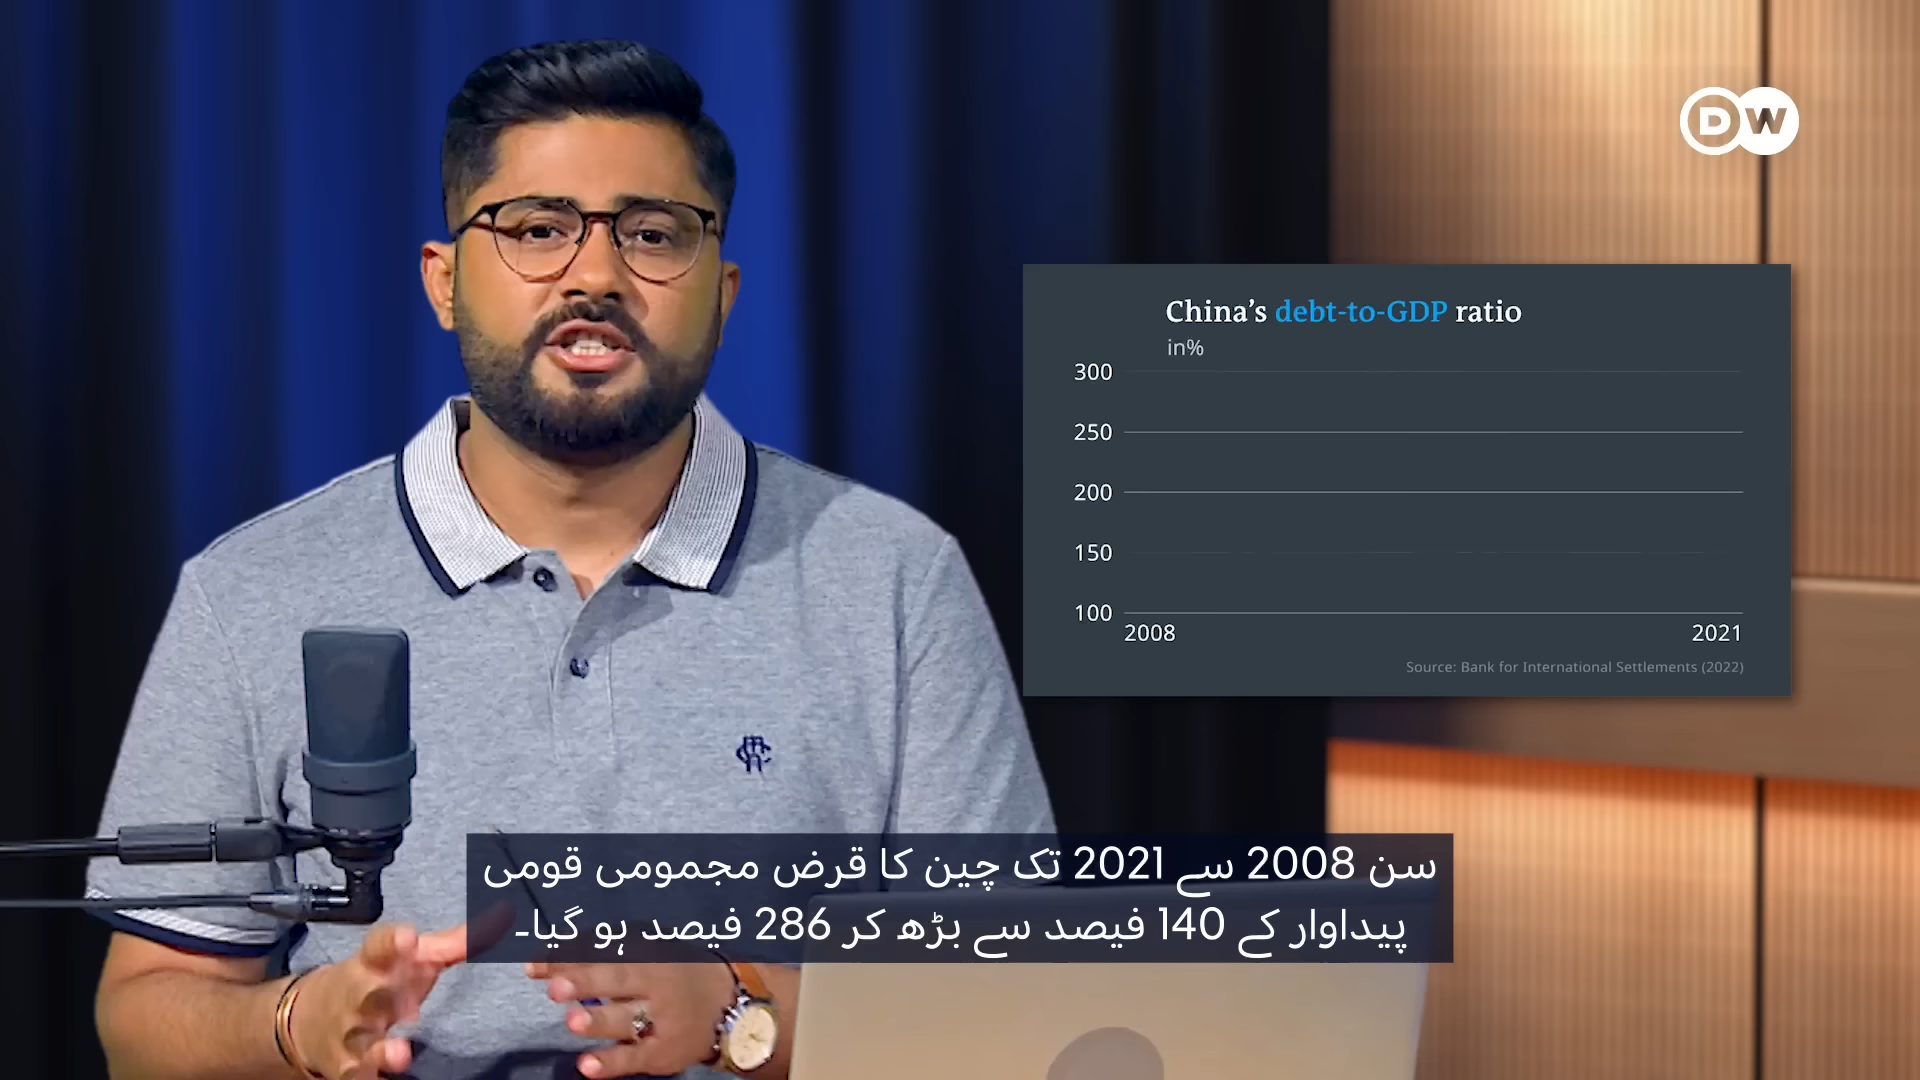 DW
China’s debt-to-GDP ratio
in%
300
250
200
150
100
2008 2021
Source: Bank for International Settlements (2022)
سن 2008 سے 2021 تک چین کا قرض مجمومی قومی
پیداوار کے 140 فیصد سے بڑھ کر 286 فیصد ہو گیا۔